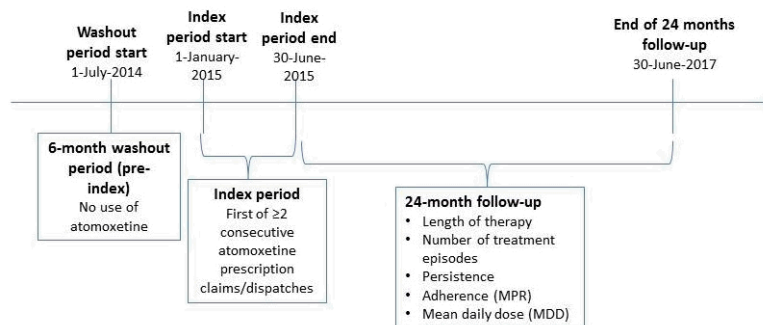 Washout
period start
1-July-2014
Index
period start
1-January-
2015
Index
period end
30-June-
2015
End of 24 months
follow-up
30-June-2017
6-month washout
period (pre-
index)
No use of
atomoxetine
Index period
First of ≥2
consecutive
atomoxetine
prescription
claims/dispatches
24-month follow-up
• Length of therapy
• Number of treatment
episodes
• Persistence
• Adherence (MPR)
• Mean daily dose (MDD)